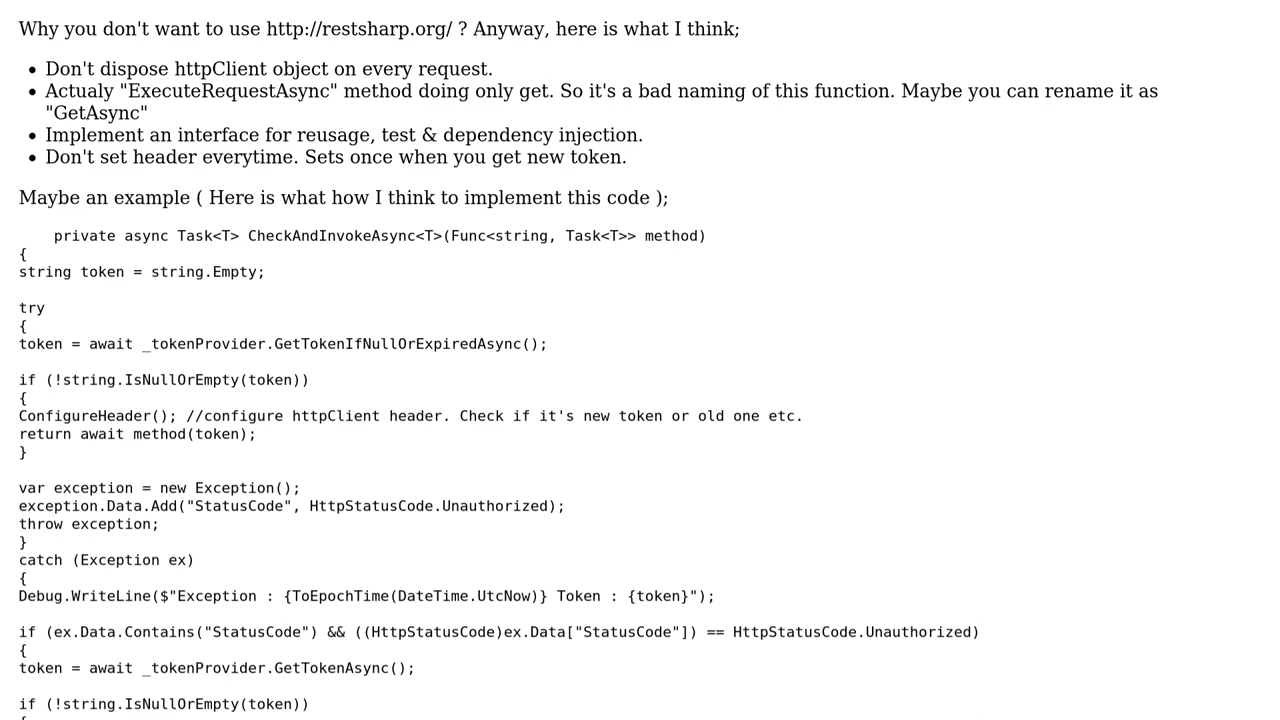 Why you don't want to use http://restsharp.org/ ? Anyway, here is what I think;
• Don't dispose httpClient object on every request.
• Actualy "ExecuteRequestAsync" method doing only get. So it's a bad naming of this function. Maybe you can rename it as
"GetAsync"
• Implement an interface for reusage, test & dependency injection.
• Don't set header everytime. Sets once when you get new token.
Maybe an example ( Here is what how I think to implement this code );
private async Task<T> CheckAndInvokeAsync<T>(Func<string, Task<T>> method)
{
string token = string.Empty;
try
{
token = await _tokenProvider.GetTokenIfNullOrExpiredAsync();
if (!string.IsNullOrEmpty(token))
{
ConfigureHeader(); //configure httpClient header. Check if it's new token or old one etc.
return await method(token);
}
var exception = new Exception();
exception.Data.Add("StatusCode", HttpStatusCode.Unauthorized);
throw exception;
}
catch (Exception ex)
{
Debug.WriteLine($"Exception : {ToEpochTime(DateTime.UtcNow)} Token : {token}");
if (ex.Data.Contains("StatusCode") && ((HttpStatusCode)ex.Data["StatusCode"]) == HttpStatusCode.Unauthorized)
{
token = await _tokenProvider.GetTokenAsync();
if (!string.IsNullOrEmpty(token))
{